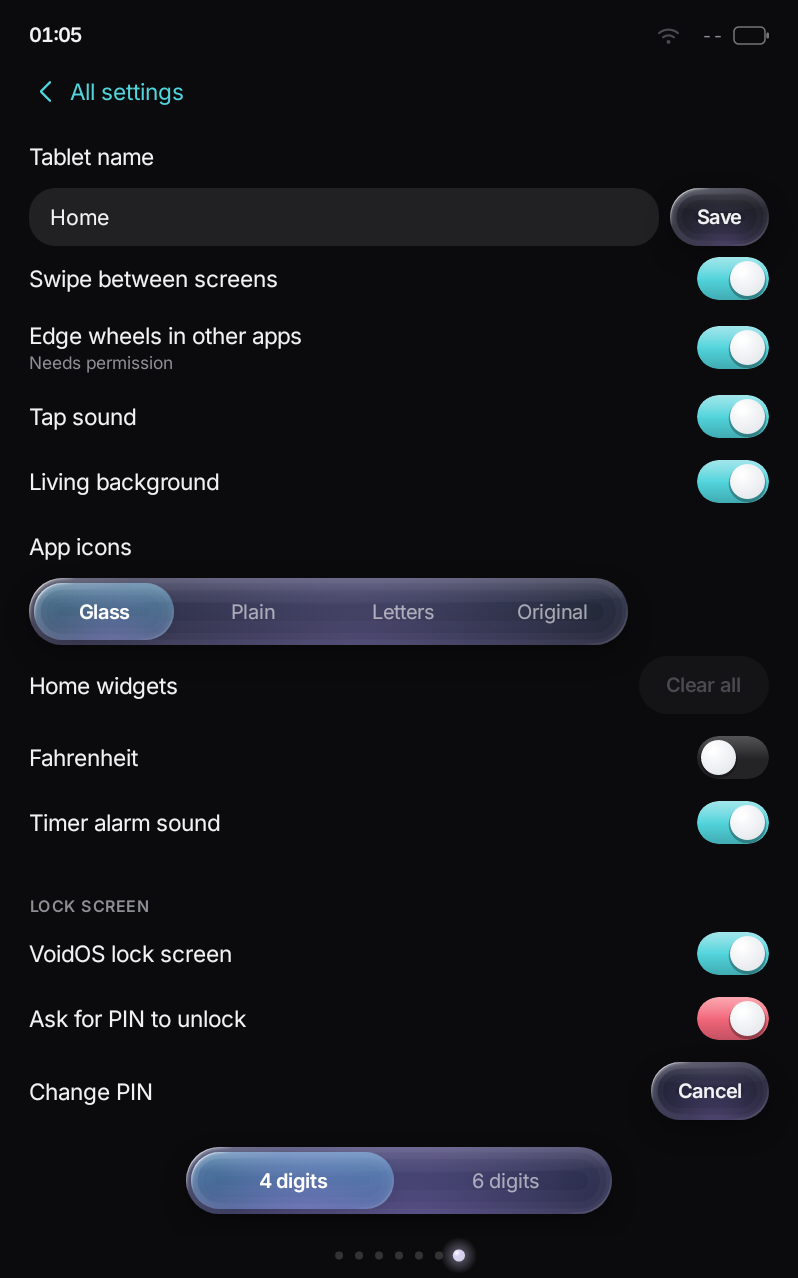 01:05
--
All settings
Tablet name
Home
Save
Swipe between screens
Edge wheels in other apps
Needs permission
Tap sound
Living background
App icons
Glass Plain Letters Original
Home widgets
Clear all
Fahrenheit
Timer alarm sound
LOCK SCREEN
VoidOS lock screen
Ask for PIN to unlock
Change PIN
Cancel
4 digits 6 digits